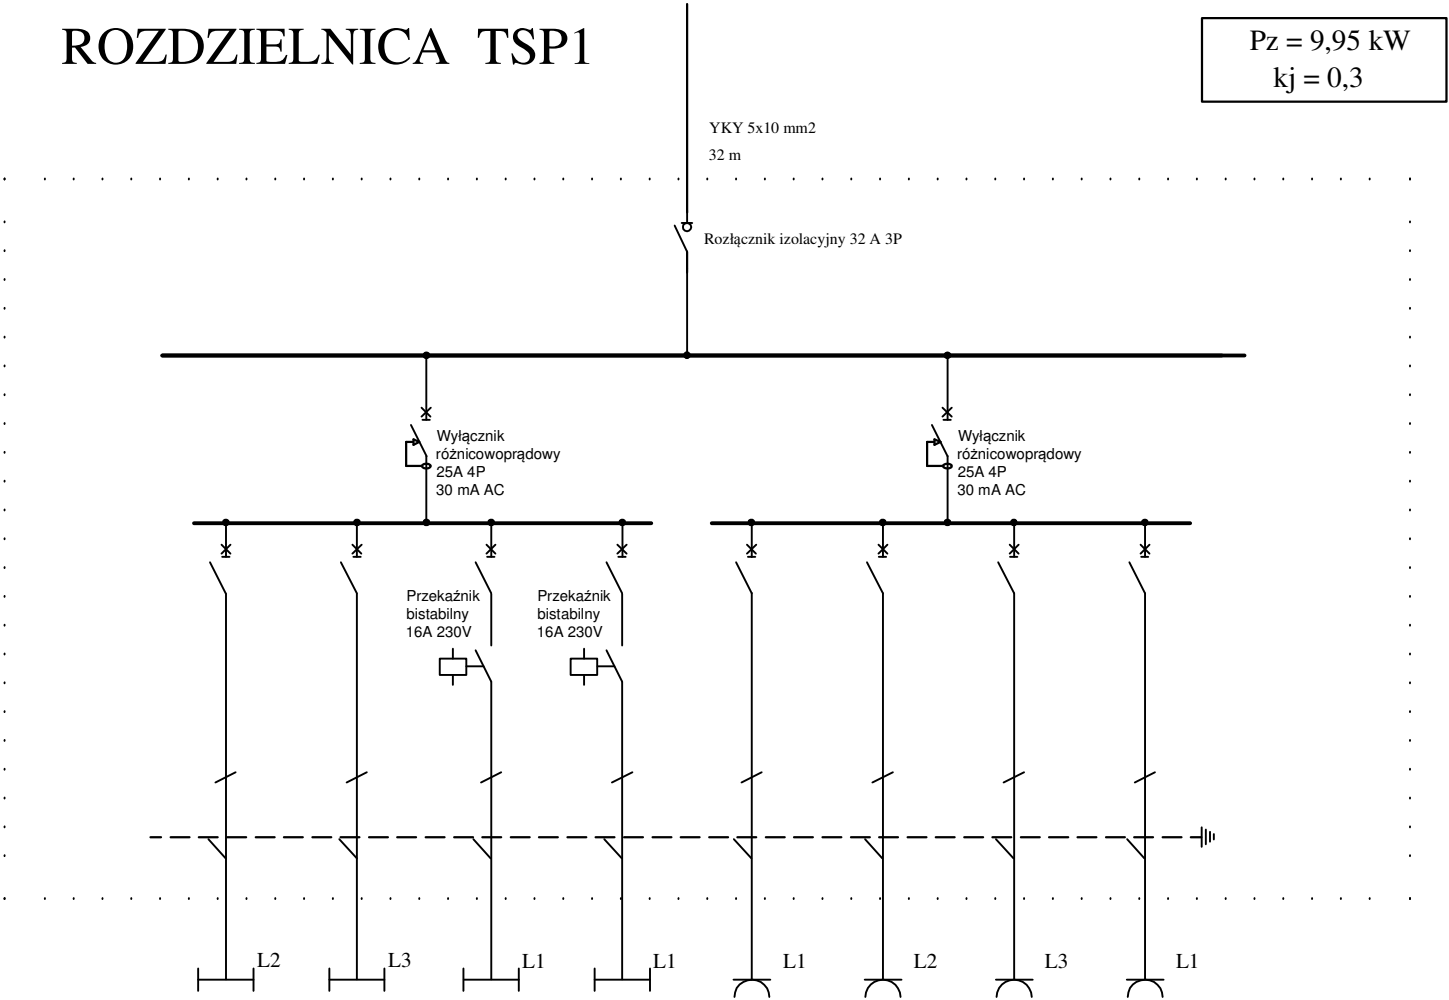 ROZDZIELNICA TSP1
Pz = 9,95 kW
kj = 0,3
YKY 5x10 mm2
32 m
Rozłącznik izolacyjny 32 A 3P
Wyłącznik
różnicowoprądowy
25A 4P
30 mA AC
Wyłącznik
różnicowoprądowy
25A 4P
30 mA AC
Przekaźnik
bistabilny
16A 230V
Przekaźnik
bistabilny
16A 230V
L2
L3
L1
L1
L1
L2
L3
L1